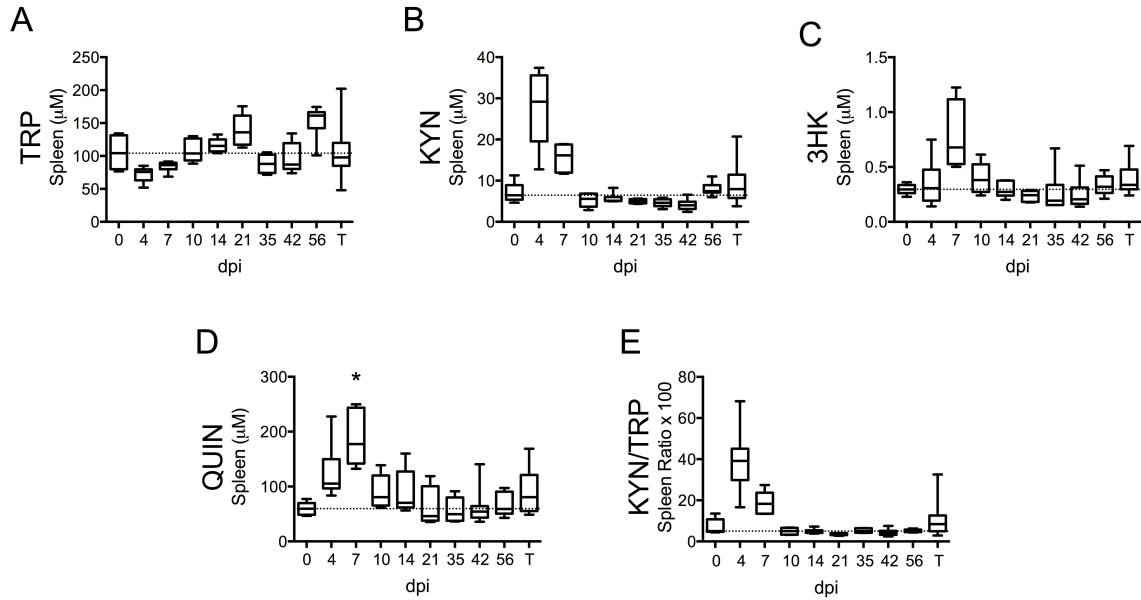 A
B
C
TRP
Spleen (μM)
250
200
150
100
50
0
0 4 7 10 14 21 35 42 56 T
dpi
KYN
Spleen (μM)
40
30
20
10
0
0 4 7 10 14 21 35 42 56 T
dpi
3HK
Spleen (μM)
1.5
1.0
0.5
0.0
0 4 7 10 14 21 35 42 56 T
dpi
D
E
QUIN
Spleen (μM)
300
200
100
0
*
0 4 7 10 14 21 35 42 56 T
dpi
KYN/TRP
Spleen Ratio x 100
80
60
40
20
0
0 4 7 10 14 21 35 42 56 T
dpi